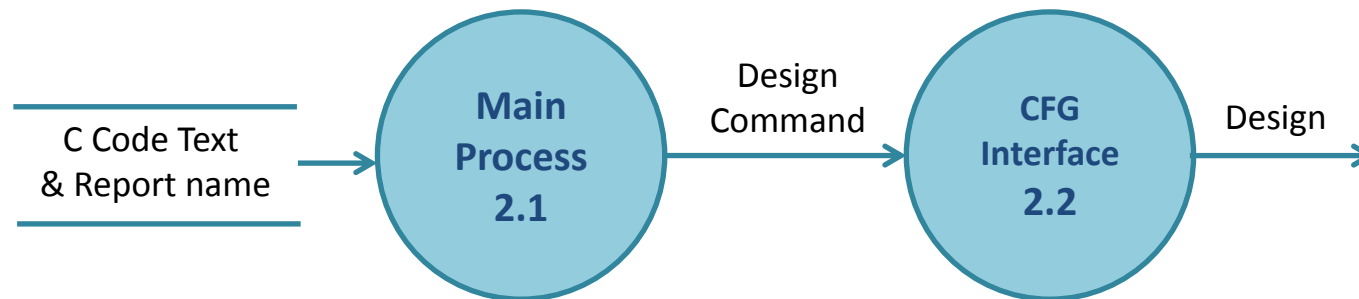 C Code Text
& Report name
Main
Process
2.1
Design
Command
CFG
Interface
2.2
Design